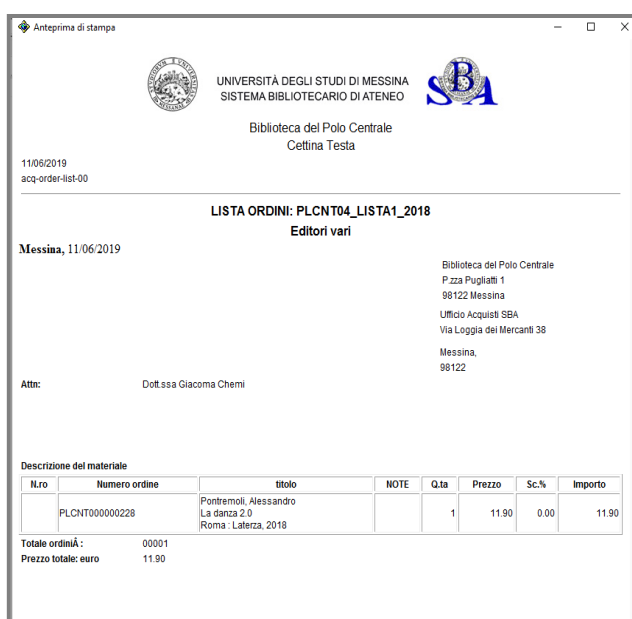 Anteprima di stampa
UNIVERSITÀ DEGLI STUDI DI MESSINA
SISTEMA BIBLIOTECARIO DI ATENEO
SBA
Biblioteca del Polo Centrale
Cettina Testa
11/06/2019
acq-order-list-00
LISTA ORDINI: PLCNT04_LISTA1_2018
Editori vari
Messina, 11/06/2019
Biblioteca del Polo Centrale
P.zza Pugliatti 1
98122 Messina
Ufficio Acquisti SBA
Via Loggia dei Mercanti 38
Messina,
98122
Attn: Dott.ssa Giacoma Chemi
Descrizione del materiale
N.ro Numero ordine titolo NOTE Q.ta Prezzo Sc.% Importo
Pontremoli, Alessandro
PLCNT000000228 La danza 2.0 1 11.90 0.00 11.90
Roma : Laterza, 2018
Totale ordiniÂ : 00001
Prezzo totale: euro 11.90